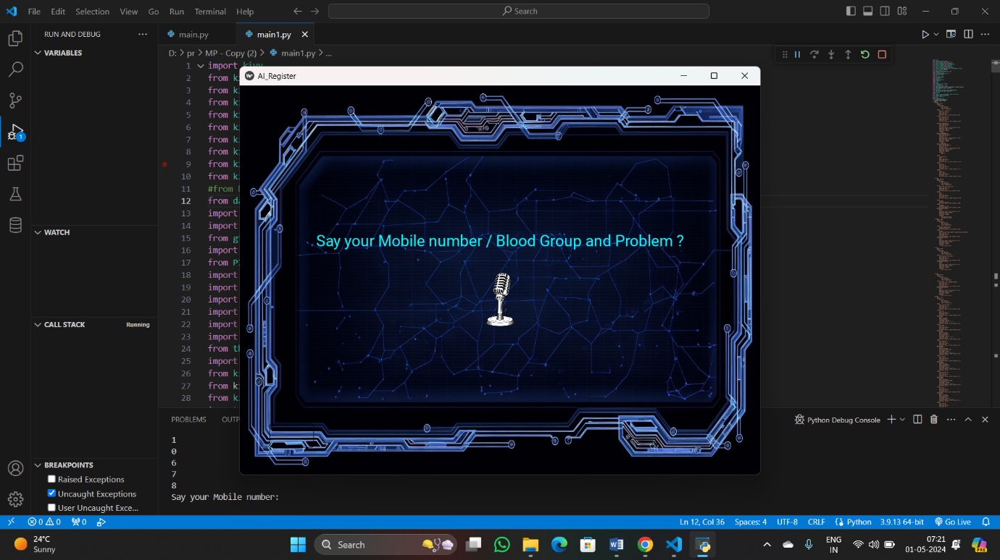 File Edit Selection View Go Run Terminal Help
Search
RUN AND DEBUG
main.py
main1.py
VARIABLES
D: > pr > MP - Copy (2) > main1.py > ...
1 import kivy
2 from k
3 from k
4 from k
5 from k
6 from k
7 from k
8 from k
9 from k
10 from k
11 #from
12 from da
13 import
14 import
15 from g
16 import
17 from P
18 import
19 import
20 import
21 import
22 import
23 import
24 from th
25 import
26 from k
27 from k
28 from k
AI_Register
Say your Mobile number / Blood Group and Problem ?
WATCH
CALL STACK
Running
BREAKPOINTS
Raised Exceptions
Uncaught Exceptions
User Uncaught Exce...
PROBLEMS
OUTP
Python Debug Console
1
0
6
7
8
Say your Mobile number:
0 0 0
Ln 12, Col 36 Spaces: 4 UTF-8 CRLF Python 3.9.13 64-bit Go Live
24°C
Sunny
Search
ENG
IN
07:21
01-05-2024
PRE